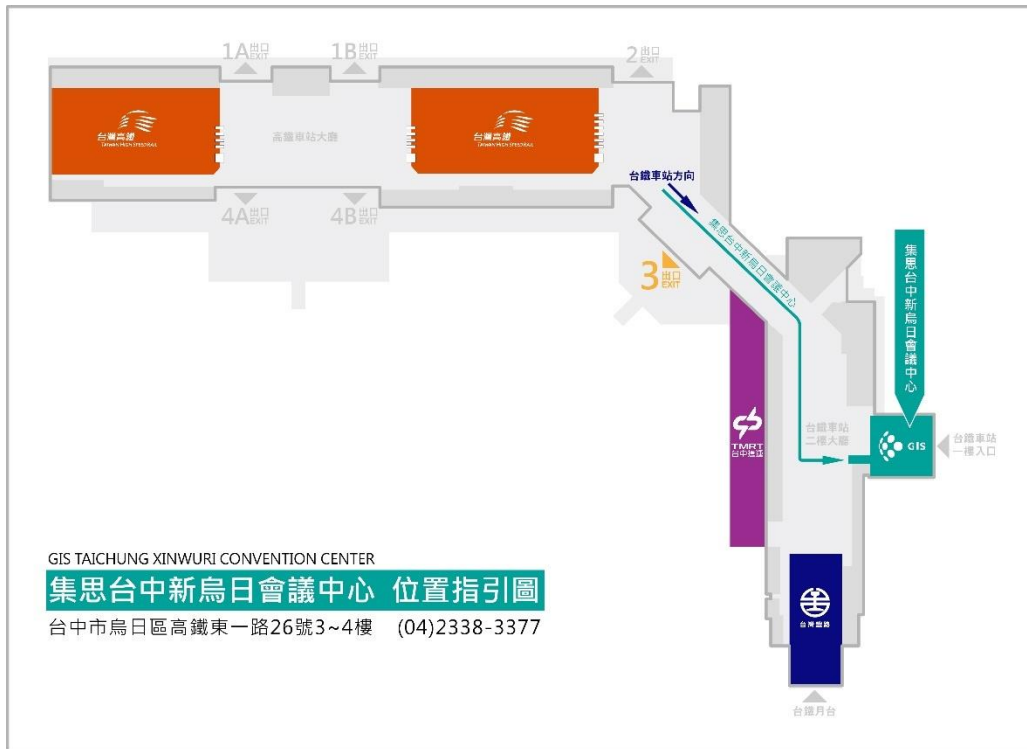 1A出口 EXIT
1B出口 EXIT
2出口 EXIT
台灣高鐵
TAIWAN HIGH SPEED RAIL
高鐵車站大廳
台灣高鐵
TAIWAN HIGH SPEED RAIL
台鐵車站方向
4A出口 EXIT
4B出口 EXIT
集思台中新烏日會議中心
3出口 EXIT
集思台中新烏日會議中心
TMRT
台中捷運
台鐵車站
二樓大廳
GIS
台鐵車站
一樓入口
GIS TAICHUNG XINWURI CONVENTION CENTER
集思台中新烏日會議中心 位置指引圖
台中市烏日區高鐵東一路26號3~4樓 (04)2338-3377
台灣鐵路
台鐵月台